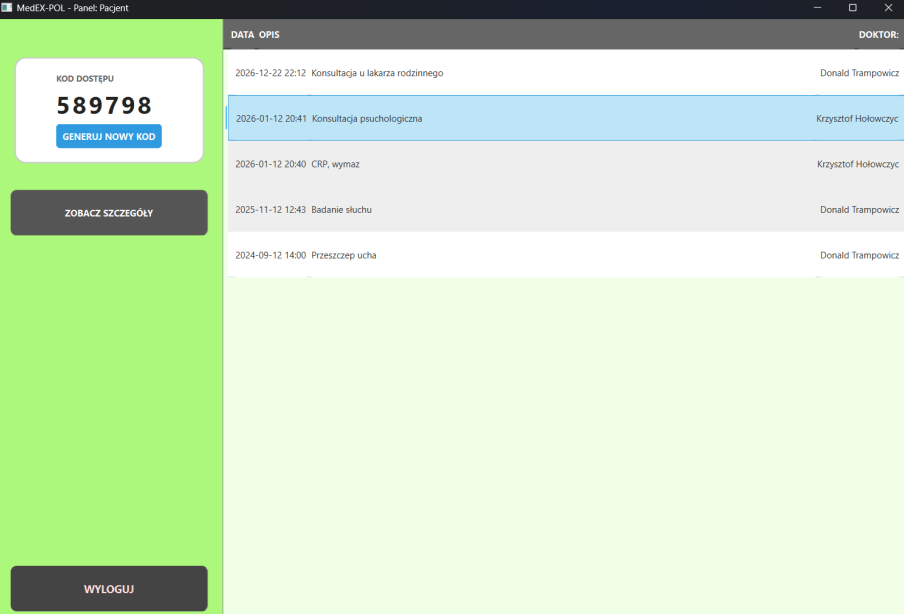 MedEX-POL - Panel: Pacjent
KOD DOSTĘPU
589798
GENERUJ NOWY KOD
ZOBACZ SZCZEGÓŁY
WYLOGUJ
DATA OPIS DOKTOR:
2026-12-22 22:12 Konsultacja u lakarza rodzinnego Donald Trampowicz
2026-01-12 20:41 Konsultacja psuchologiczna Krzysztof Hołowczyc
2026-01-12 20:40 CRP, wymaz Krzysztof Hołowczyc
2025-11-12 12:43 Badanie słuchu Donald Trampowicz
2024-09-12 14:00 Przeszczep ucha Donald Trampowicz